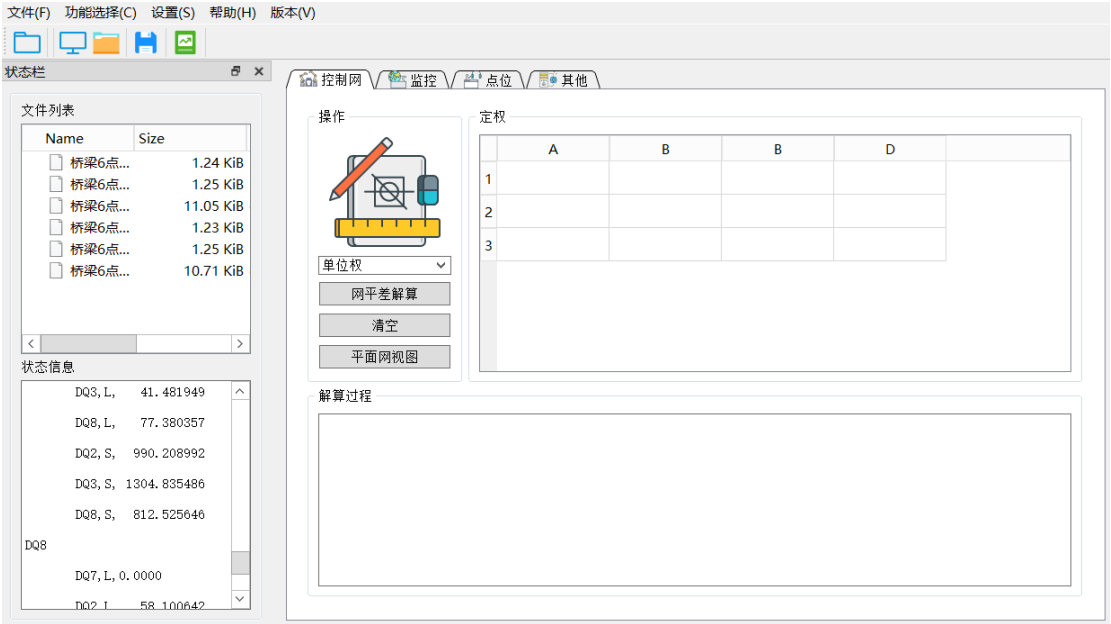 文件(F) 功能选择(C) 设置(S) 帮助(H) 版本(V)
状态栏
文件列表
Name Size
桥梁6点... 1.24 KiB
桥梁6点... 1.25 KiB
桥梁6点... 11.05 KiB
桥梁6点... 1.23 KiB
桥梁6点... 1.25 KiB
桥梁6点... 10.71 KiB
状态信息
DQ3,L, 41.481949
DQ8,L, 77.380357
DQ2,S, 990.208992
DQ3,S, 1304.835486
DQ8,S, 812.525646
DQ8
DQ7,L,0.0000
DQ2,L, 58.100642
控制网 监控 点位 其他
操作
单位权
网平差解算
清空
平面网视图
定权
A B B D
1
2
3
解算过程